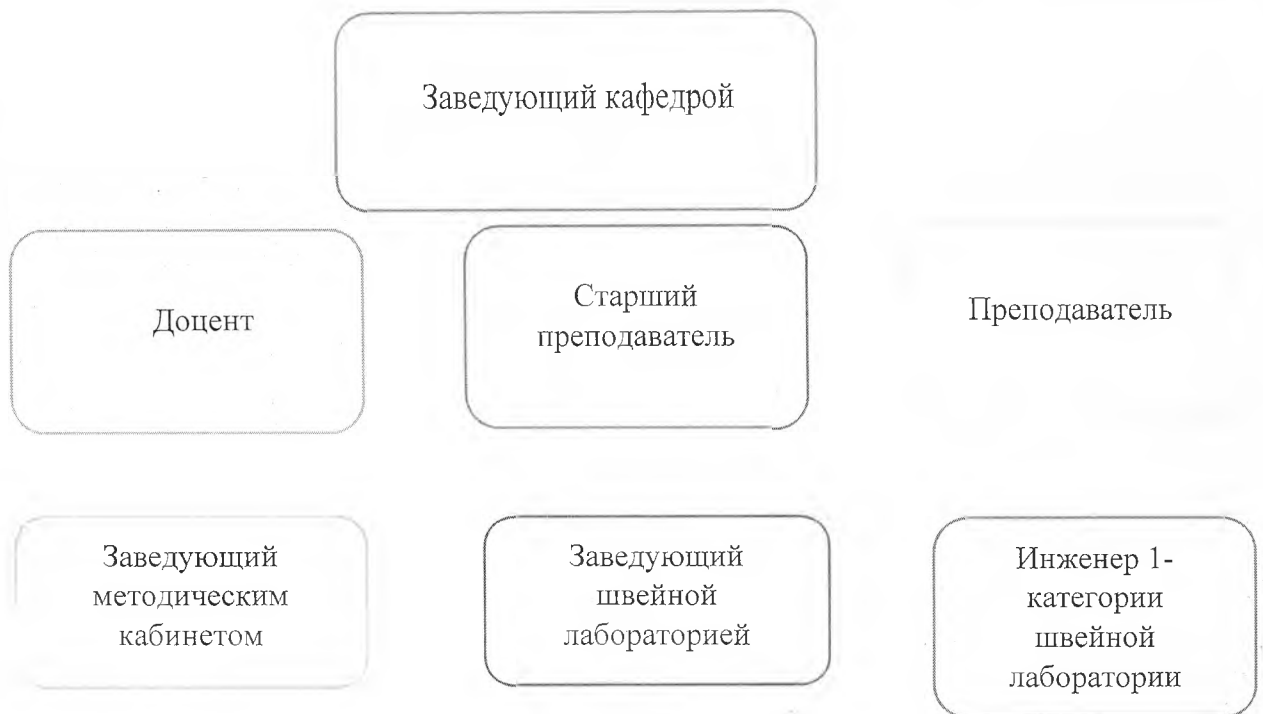 Заведующий кафедрой
Доцент
Старший
преподаватель
Преподаватель
Заведующий
методическим
кабинетом
Заведующий
швейной
лабораторией
Инженер 1-
категории
швейной
лаборатории